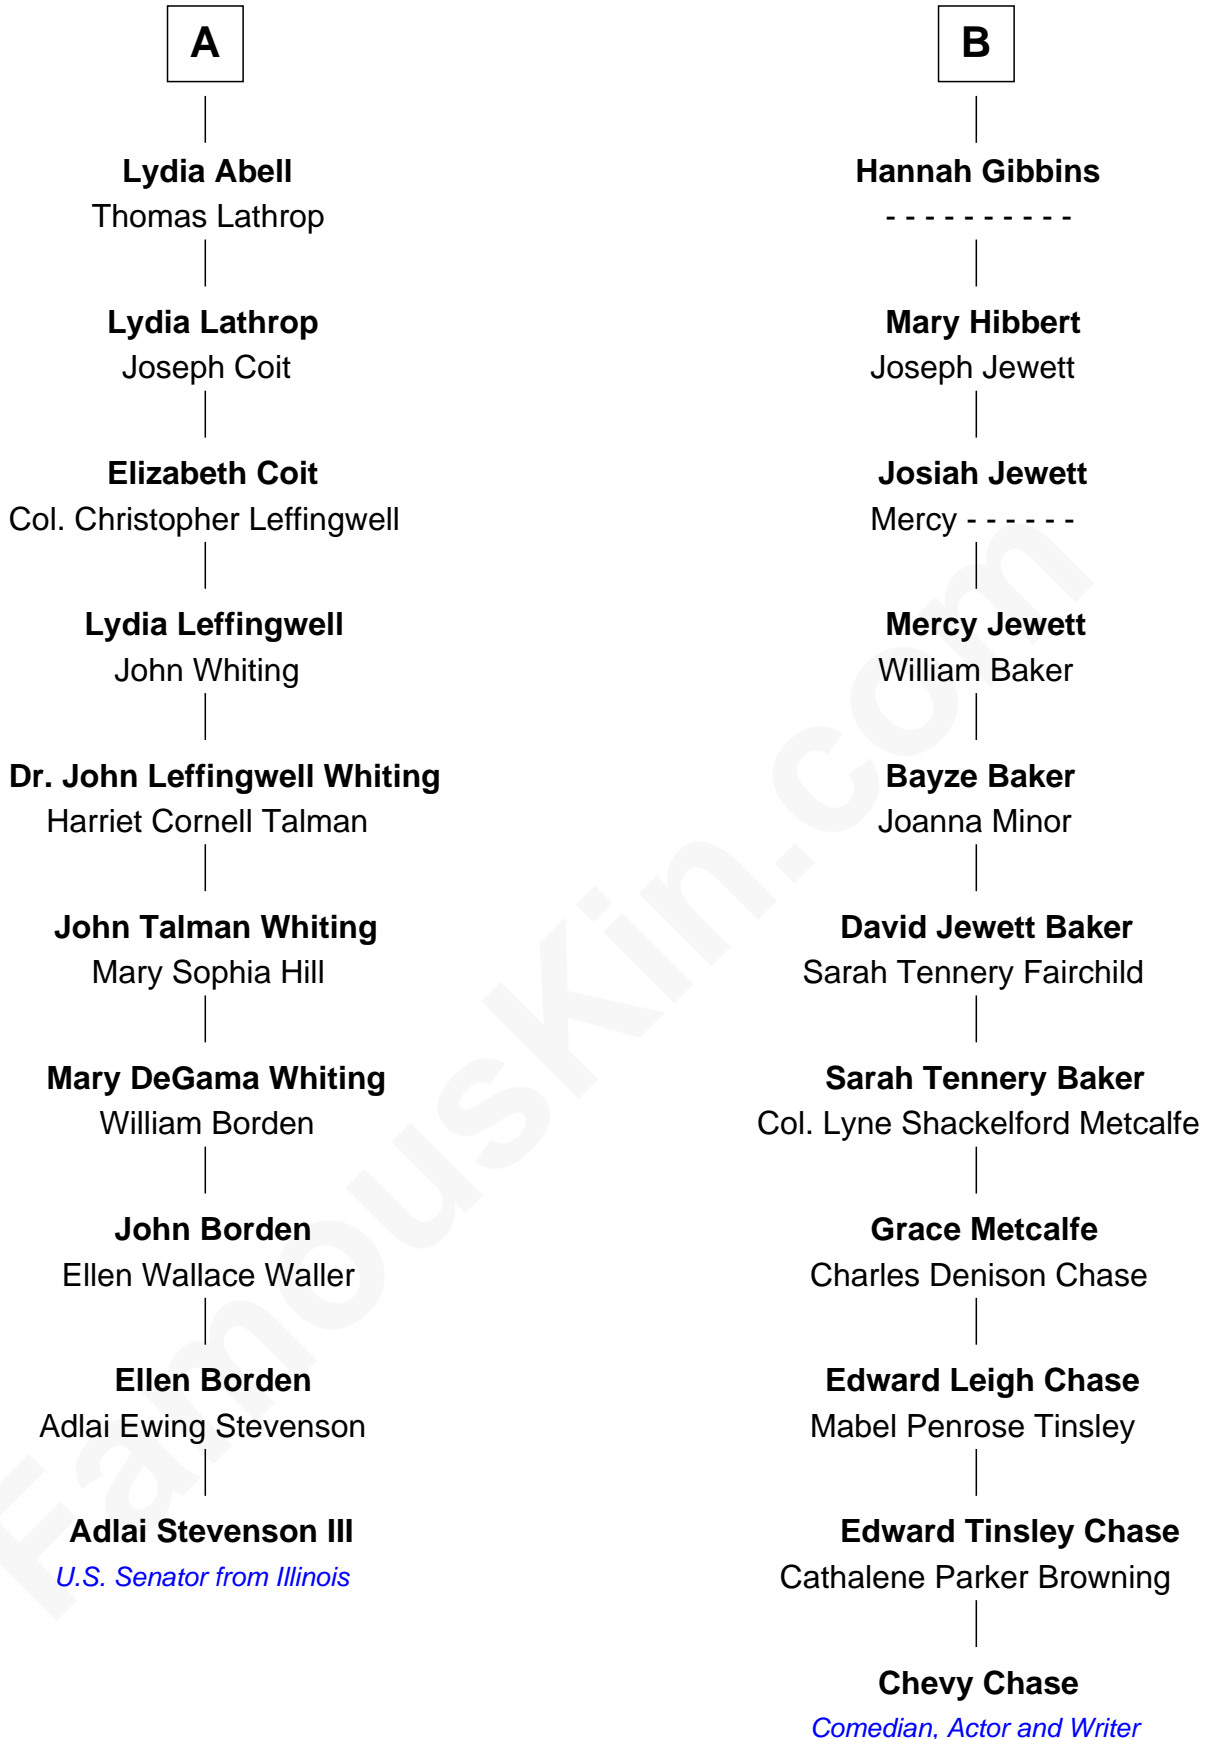 A
Lydia Abell
Thomas Lathrop
Lydia Lathrop
Joseph Coit
Elizabeth Coit
Col. Christopher Leffingwell
Lydia Leffingwell
John Whiting
Dr. John Leffingwell Whiting
Harriet Cornell Talman
John Talman Whiting
Mary Sophia Hill
Mary DeGama Whiting
William Borden
John Borden
Ellen Wallace Waller
Ellen Borden
Adlai Ewing Stevenson
Adlai Stevenson III
U.S. Senator from Illinois
B
Hannah Gibbins
- - - - - - - - - -
Mary Hibbert
Joseph Jewett
Josiah Jewett
Mercy - - - - - -
Mercy Jewett
William Baker
Bayze Baker
Joanna Minor
David Jewett Baker
Sarah Tennery Fairchild
Sarah Tennery Baker
Col. Lyne Shackelford Metcalfe
Grace Metcalfe
Charles Denison Chase
Edward Leigh Chase
Mabel Penrose Tinsley
Edward Tinsley Chase
Cathalene Parker Browning
Chevy Chase
Comedian, Actor and Writer
FamousKin.com